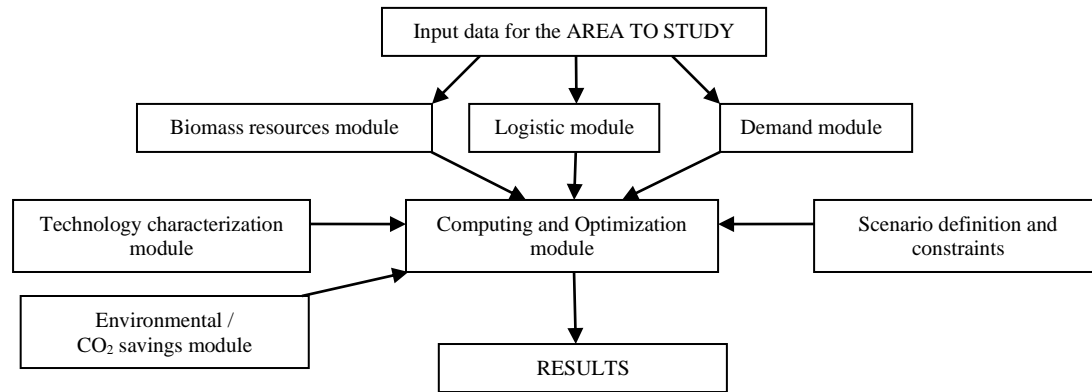 Input data for the AREA TO STUDY
Biomass resources module
Logistic module
Demand module
Technology characterization
module
Computing and Optimization
module
Scenario definition and
constraints
Environmental /
CO₂ savings module
RESULTS